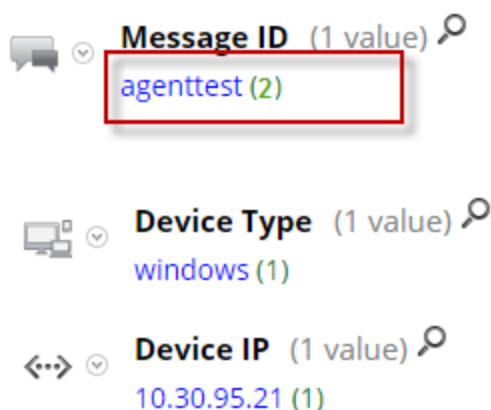 Message ID (1 value)
agenttest (2)
Device Type (1 value)
windows (1)
Device IP (1 value)
10.30.95.21 (1)